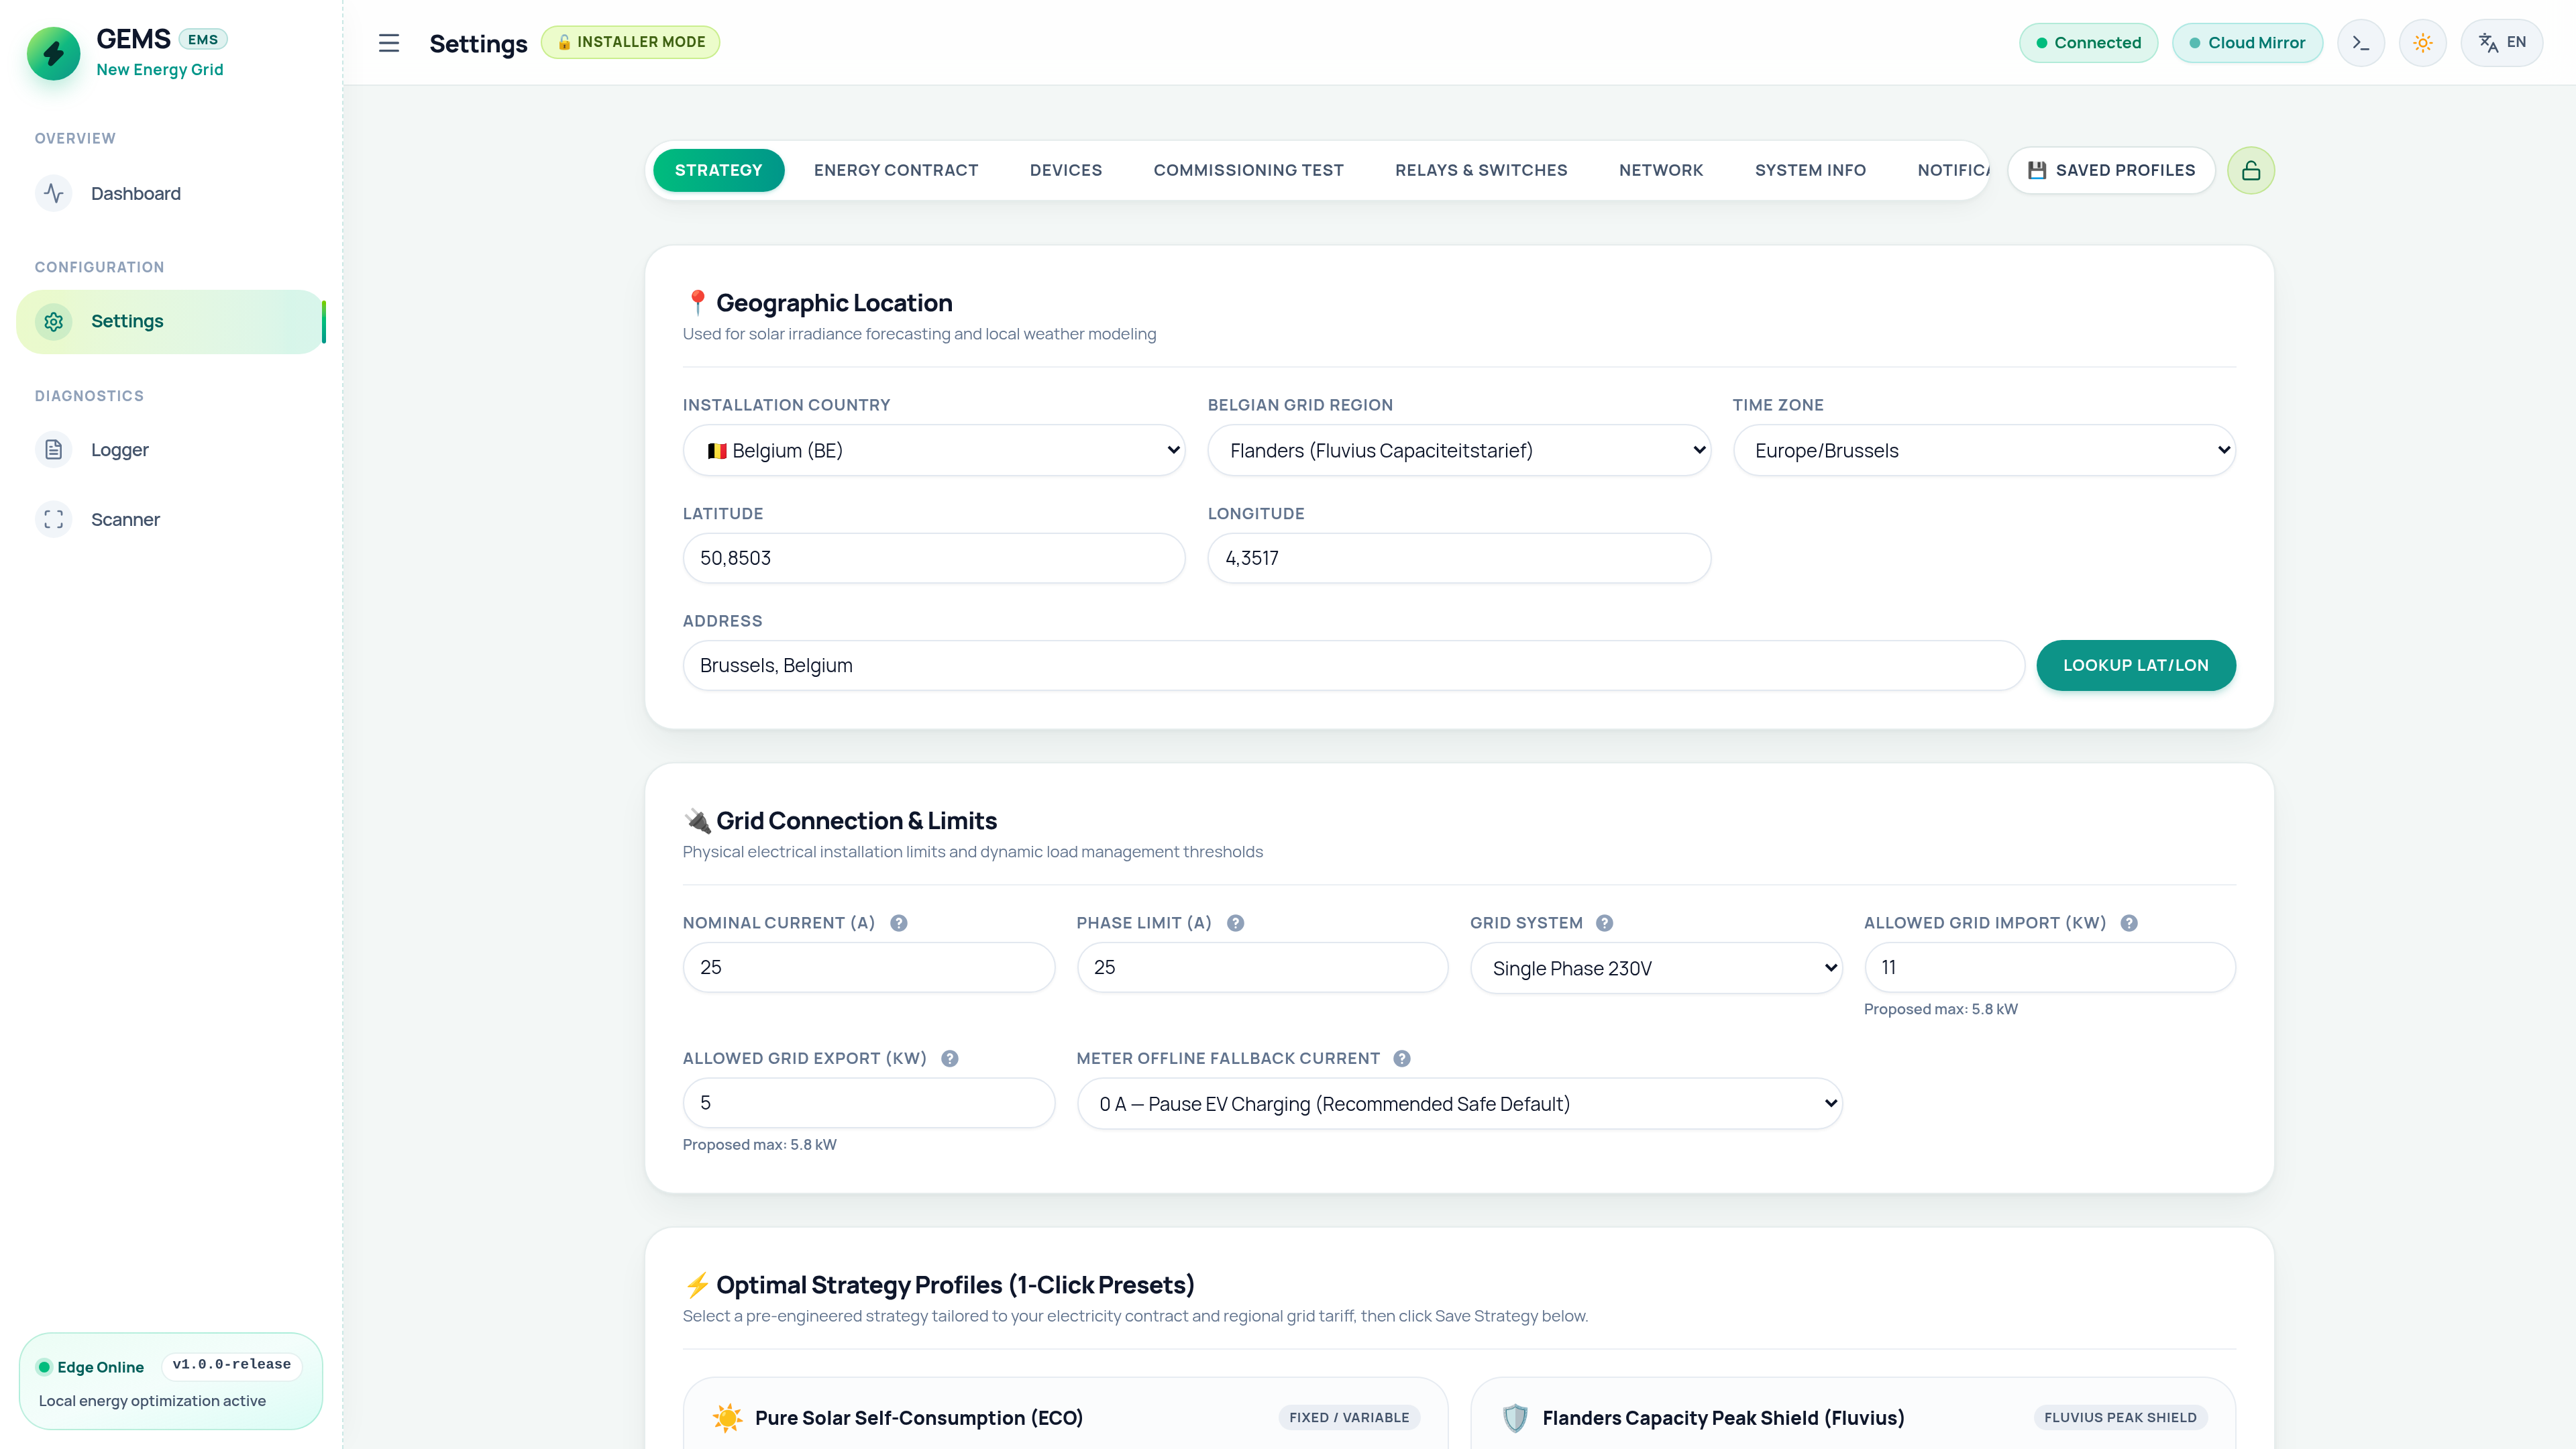 GEMS EMS
New Energy Grid
OVERVIEW
Dashboard
CONFIGURATION
Settings
DIAGNOSTICS
Logger
Scanner
Edge Online v1.0.0-release
Local energy optimization active
Settings 🔓 INSTALLER MODE
Connected Cloud Mirror EN
STRATEGY ENERGY CONTRACT DEVICES COMMISSIONING TEST RELAYS & SWITCHES NETWORK SYSTEM INFO NOTIFICA 💾 SAVED PROFILES
📍 Geographic Location
Used for solar irradiance forecasting and local weather modeling
INSTALLATION COUNTRY BELGIAN GRID REGION TIME ZONE
🇧🇪 Belgium (BE) Flanders (Fluvius Capaciteitstarief) Europe/Brussels
LATITUDE LONGITUDE
50,8503 4,3517
ADDRESS
Brussels, Belgium LOOKUP LAT/LON
🔌 Grid Connection & Limits
Physical electrical installation limits and dynamic load management thresholds
NOMINAL CURRENT (A) ? PHASE LIMIT (A) ? GRID SYSTEM ? ALLOWED GRID IMPORT (KW) ?
25 25 Single Phase 230V 11
Proposed max: 5.8 kW
ALLOWED GRID EXPORT (KW) ? METER OFFLINE FALLBACK CURRENT ?
5 0 A — Pause EV Charging (Recommended Safe Default)
Proposed max: 5.8 kW
⚡ Optimal Strategy Profiles (1-Click Presets)
Select a pre-engineered strategy tailored to your electricity contract and regional grid tariff, then click Save Strategy below.
☀️ Pure Solar Self-Consumption (ECO) FIXED / VARIABLE 🛡️ Flanders Capacity Peak Shield (Fluvius) FLUVIUS PEAK SHIELD